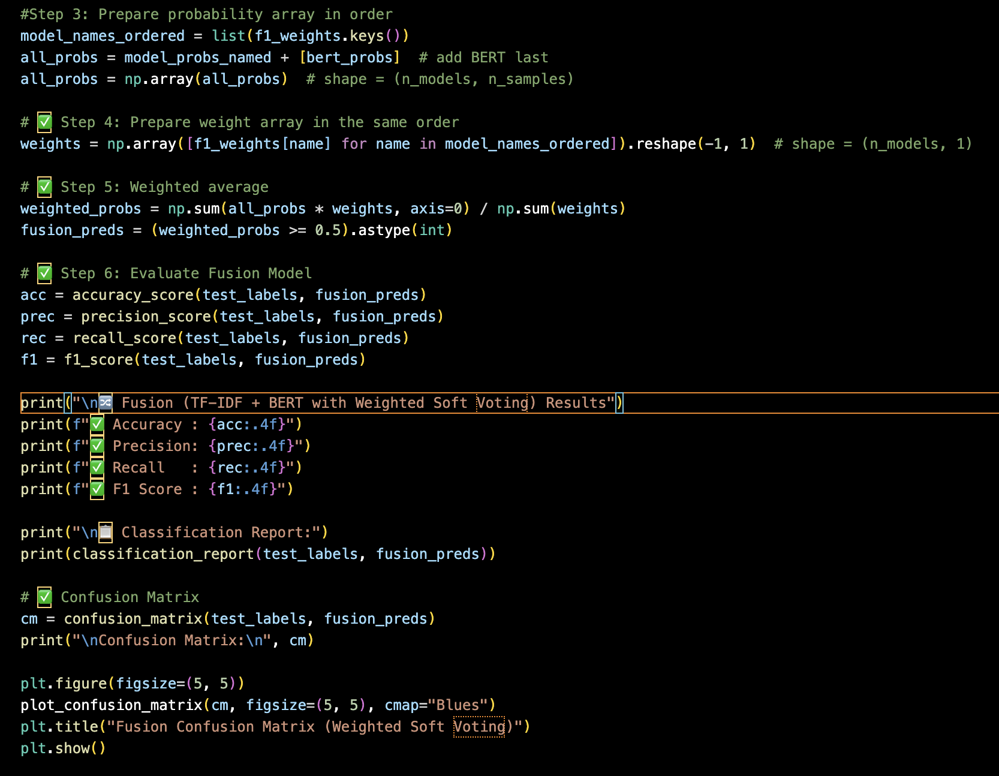 #Step 3: Prepare probability array in order
model_names_ordered = list(f1_weights.keys())
all_probs = model_probs_named + [bert_probs]  # add BERT last
all_probs = np.array(all_probs)  # shape = (n_models, n_samples)
# ✅ Step 4: Prepare weight array in the same order
weights = np.array([f1_weights[name] for name in model_names_ordered]).reshape(-1, 1)  # shape = (n_models, 1)
# ✅ Step 5: Weighted average
weighted_probs = np.sum(all_probs * weights, axis=0) / np.sum(weights)
fusion_preds = (weighted_probs >= 0.5).astype(int)
# ✅ Step 6: Evaluate Fusion Model
acc = accuracy_score(test_labels, fusion_preds)
prec = precision_score(test_labels, fusion_preds)
rec = recall_score(test_labels, fusion_preds)
f1 = f1_score(test_labels, fusion_preds)
print("\n🔀 Fusion (TF-IDF + BERT with Weighted Soft Voting) Results")
print(f"✅ Accuracy : {acc:.4f}")
print(f"✅ Precision: {prec:.4f}")
print(f"✅ Recall   : {rec:.4f}")
print(f"✅ F1 Score : {f1:.4f}")
print("\n📋 Classification Report:")
print(classification_report(test_labels, fusion_preds))
# ✅ Confusion Matrix
cm = confusion_matrix(test_labels, fusion_preds)
print("\nConfusion Matrix:\n", cm)
plt.figure(figsize=(5, 5))
plot_confusion_matrix(cm, figsize=(5, 5), cmap="Blues")
plt.title("Fusion Confusion Matrix (Weighted Soft Voting)")
plt.show()